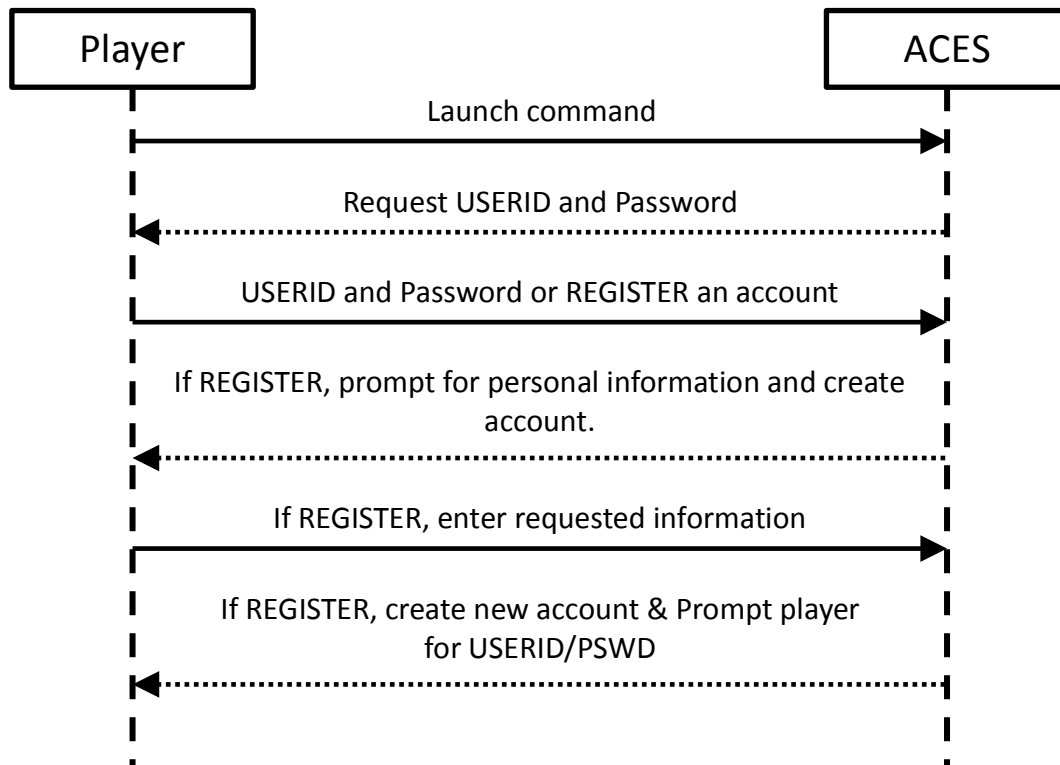 Player
ACES
Launch command
Request USERID and Password
USERID and Password or REGISTER an account
If REGISTER, prompt for personal information and create
account.
If REGISTER, enter requested information
If REGISTER, create new account & Prompt player
for USERID/PSWD